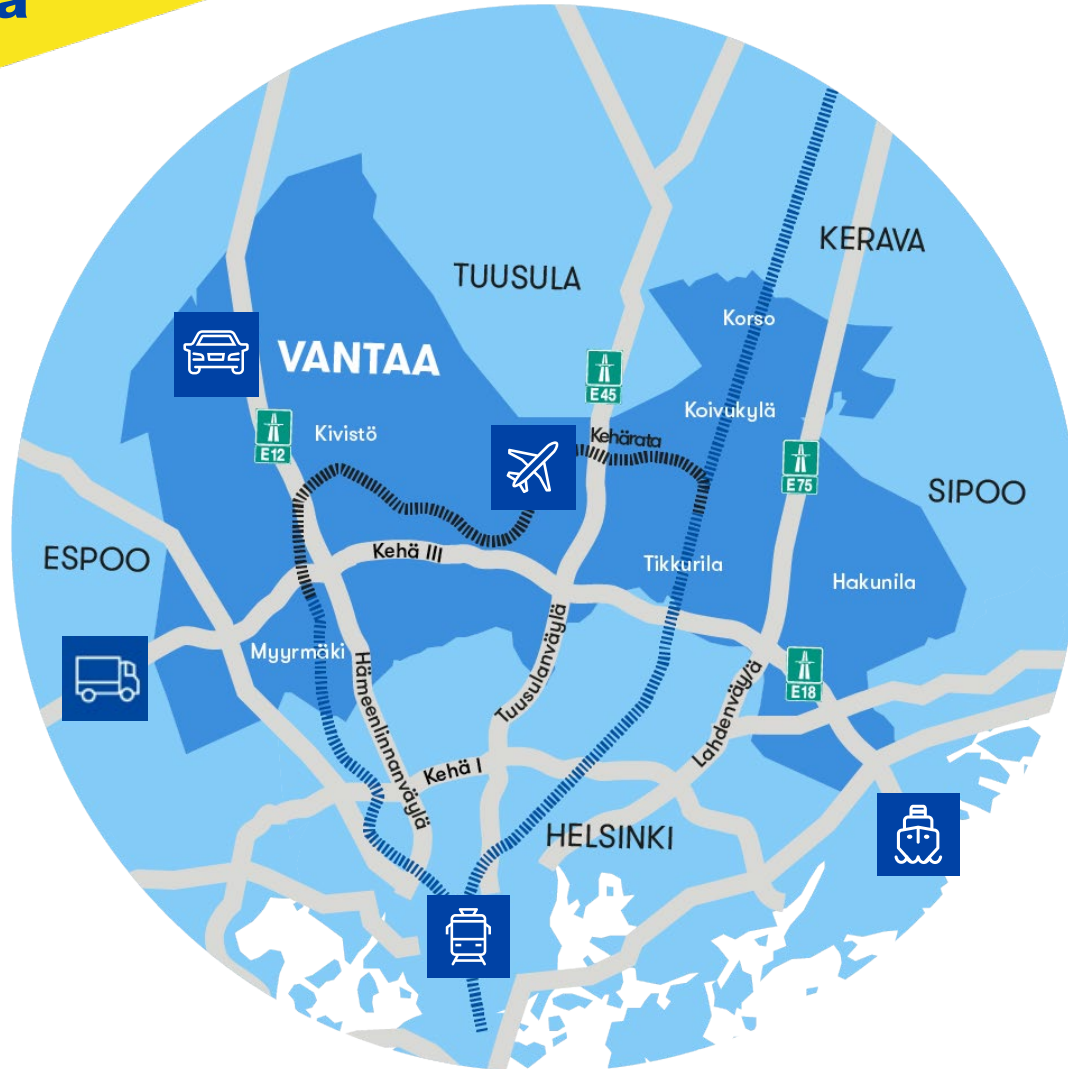 a
KERAVA
TUUSULA
Korso
VANTAA
E45
Koivukylä
Kivistö
E12
Kehärata
E75
SIPOO
ESPOO
Kehä III
Tikkurila
Hakunila
Myyrmäki
Tuusulanväylä
E18
Hämeenlinnanväylä
Lahdenväylä
Kehä I
HELSINKI